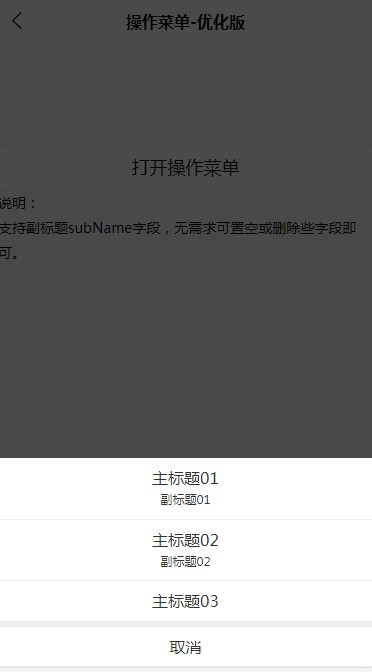 操作菜单-优化版
打开操作菜单
说明：
支持副标题subName字段，无需求可置空或删除些字段即
可。
主标题01
副标题01
主标题02
副标题02
主标题03
取消